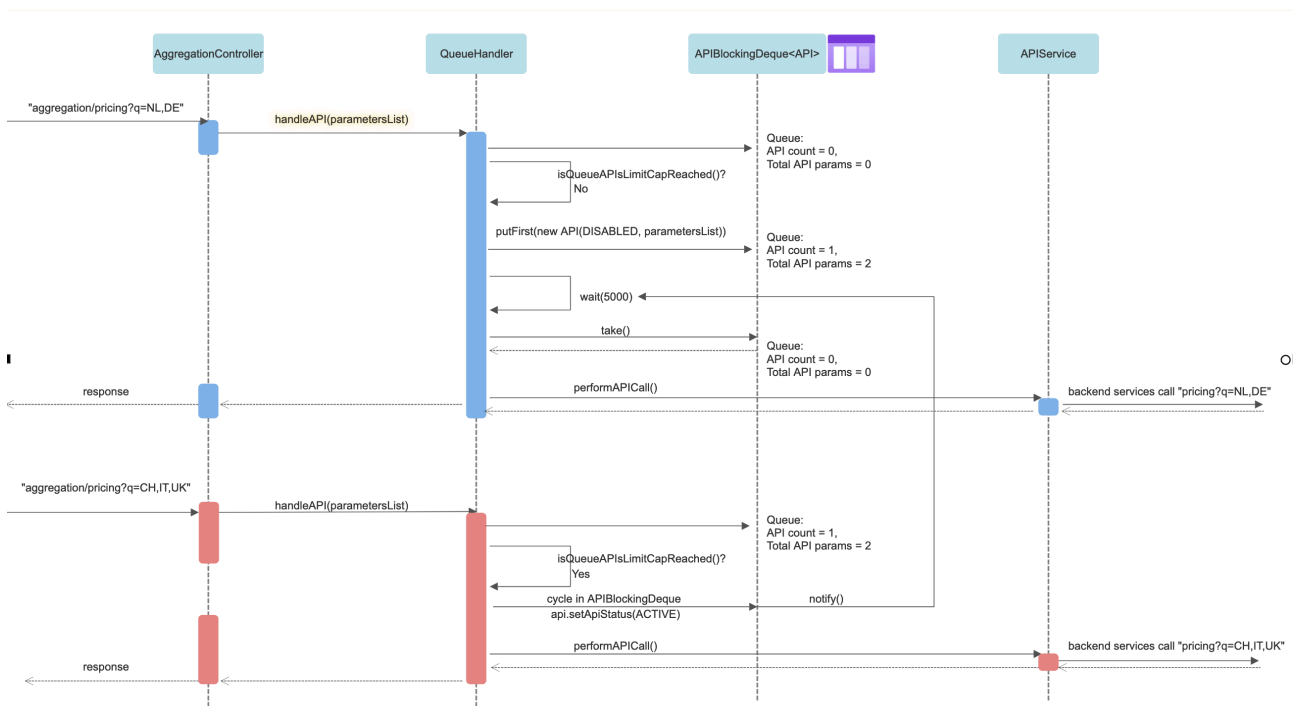 AggregationController
QueueHandler
APIBlockingDeque<API>
APIService
"aggregation/pricing?q=NL,DE"
handleAPI(parametersList)
Queue:
API count = 0,
Total API params = 0
isQueueAPIsLimitCapReached()?
No
putFirst(new API(DISABLED, parametersList))
Queue:
API count = 1,
Total API params = 2
wait(5000)
take()
Queue:
API count = 0,
Total API params = 0
response
performAPICall()
backend services call "pricing?q=NL,DE"
"aggregation/pricing?q=CH,IT,UK"
handleAPI(parametersList)
Queue:
API count = 1,
Total API params = 2
isQueueAPIsLimitCapReached()?
Yes
cycle in APIBlockingDeque
notify()
api.setApiStatus(ACTIVE)
performAPICall()
backend services call "pricing?q=CH,IT,UK"
response